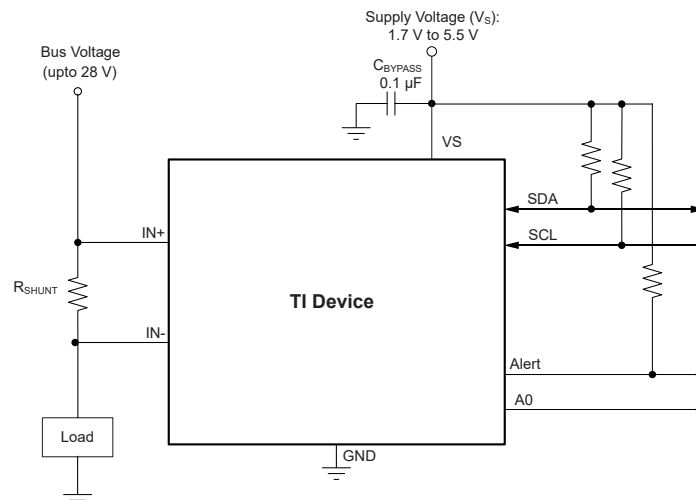 Supply Voltage (VS):
1.7 V to 5.5 V
Bus Voltage
(upto 28 V)
CBYPASS
0.1 µF
VS
SDA
SCL
IN+
RSHUNT
TI Device
IN-
Alert
A0
Load
GND